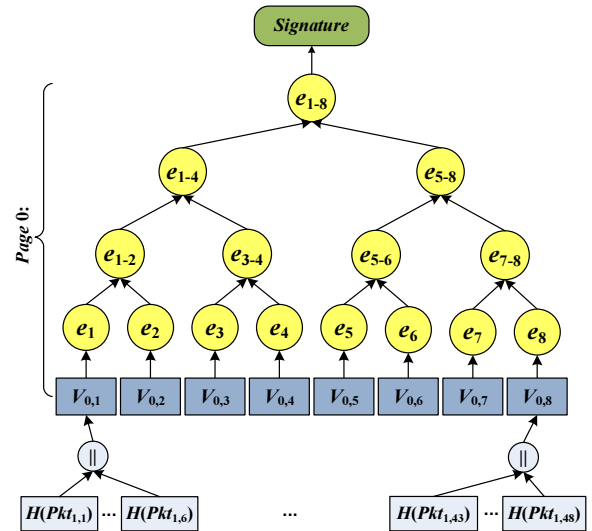 Signature
e1-8
e1-4 e5-8
Page 0:
e1-2 e3-4 e5-6 e7-8
e1 e2 e3 e4 e5 e6 e7 e8
V0,1 V0,2 V0,3 V0,4 V0,5 V0,6 V0,7 V0,8
|| ||
H(Pkt1,1) ... H(Pkt1,6) ... H(Pkt1,43) ... H(Pkt1,48)